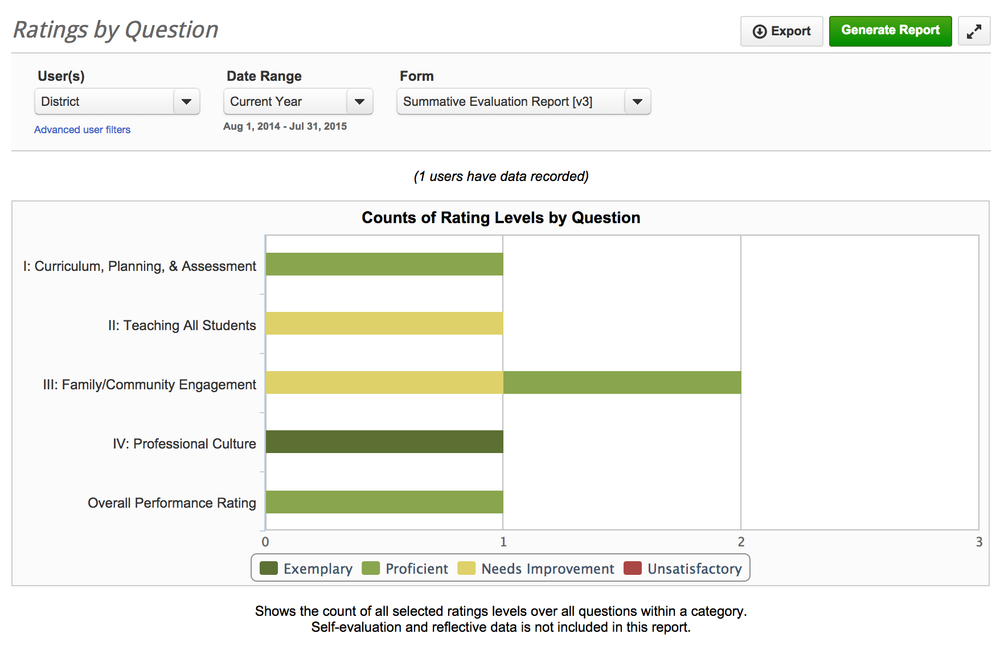 Ratings by Question
Export
Generate Report
User(s)
Date Range
Form
District
Current Year
Summative Evaluation Report [v3]
Advanced user filters
Aug 1, 2014 - Jul 31, 2015
(1 users have data recorded)
Counts of Rating Levels by Question
I: Curriculum, Planning, & Assessment
II: Teaching All Students
III: Family/Community Engagement
IV: Professional Culture
Overall Performance Rating
0 1 2 3
Exemplary Proficient Needs Improvement Unsatisfactory
Shows the count of all selected ratings levels over all questions within a category.
Self-evaluation and reflective data is not included in this report.